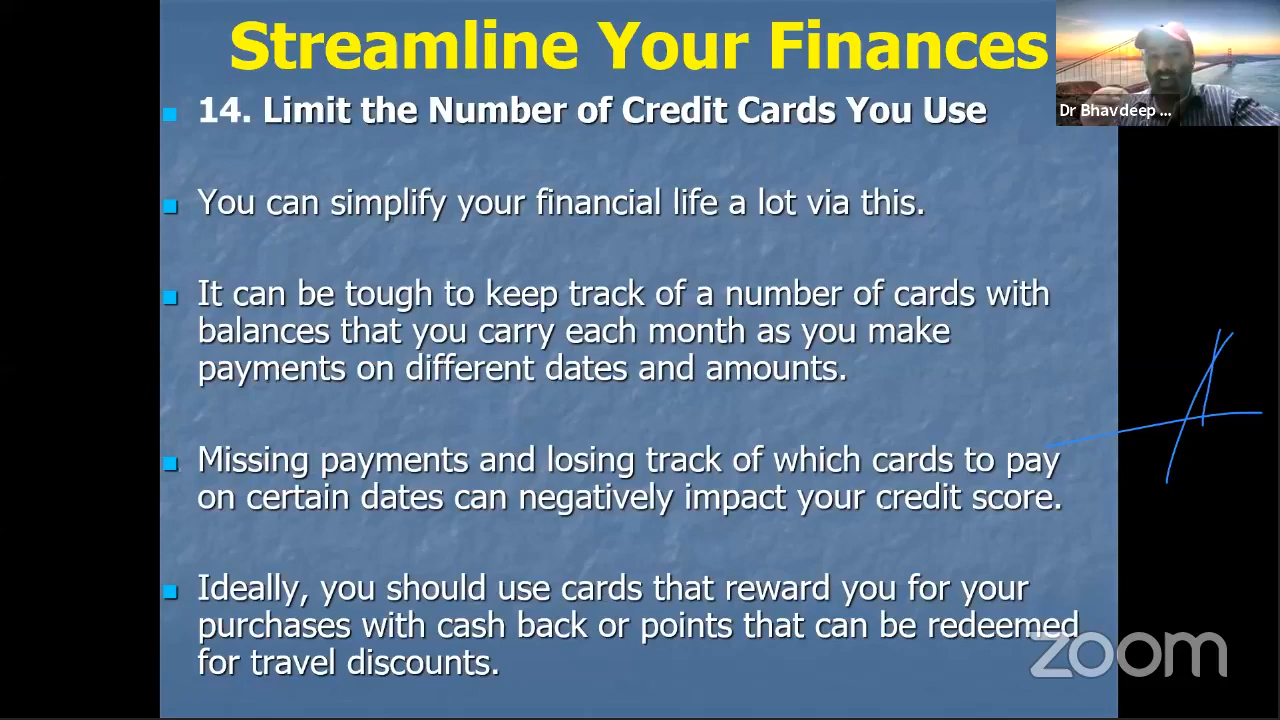 Streamline Your Finances
14. Limit the Number of Credit Cards You Use
You can simplify your financial life a lot via this.
It can be tough to keep track of a number of cards with
balances that you carry each month as you make
payments on different dates and amounts.
Missing payments and losing track of which cards to pay
on certain dates can negatively impact your credit score.
Ideally, you should use cards that reward you for your
purchases with cash back or points that can be redeemed
for travel discounts.
Dr Bhavdeep ...
zoom